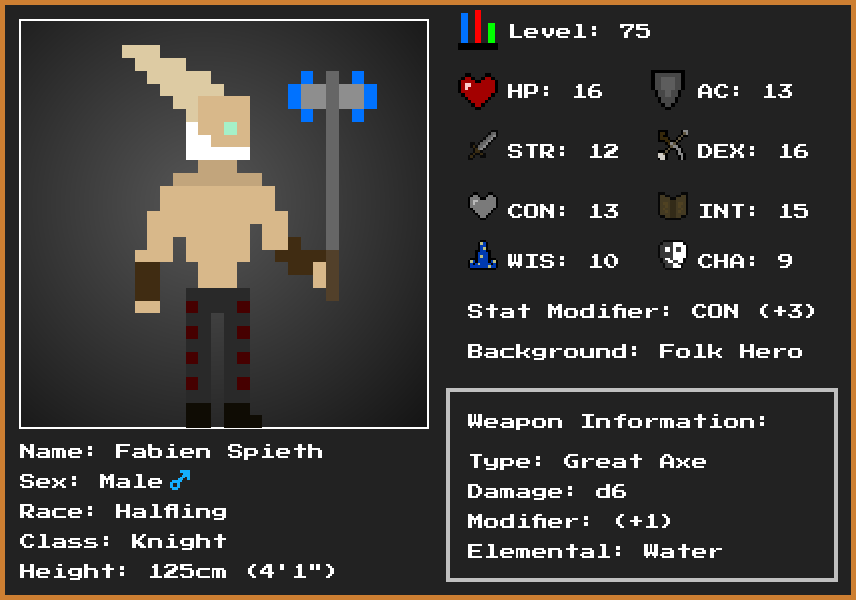 Level: 75
HP: 16
AC: 13
STR: 12
DEX: 16
CON: 13
INT: 15
WIS: 10
CHA: 9
Stat Modifier: CON (+3)
Background: Folk Hero
Weapon Information:
Type: Great Axe
Damage: d6
Modifier: (+1)
Elemental: Water
Name: Fabien Spieth
Sex: Male♂
Race: Halfling
Class: Knight
Height: 125cm (4'1")